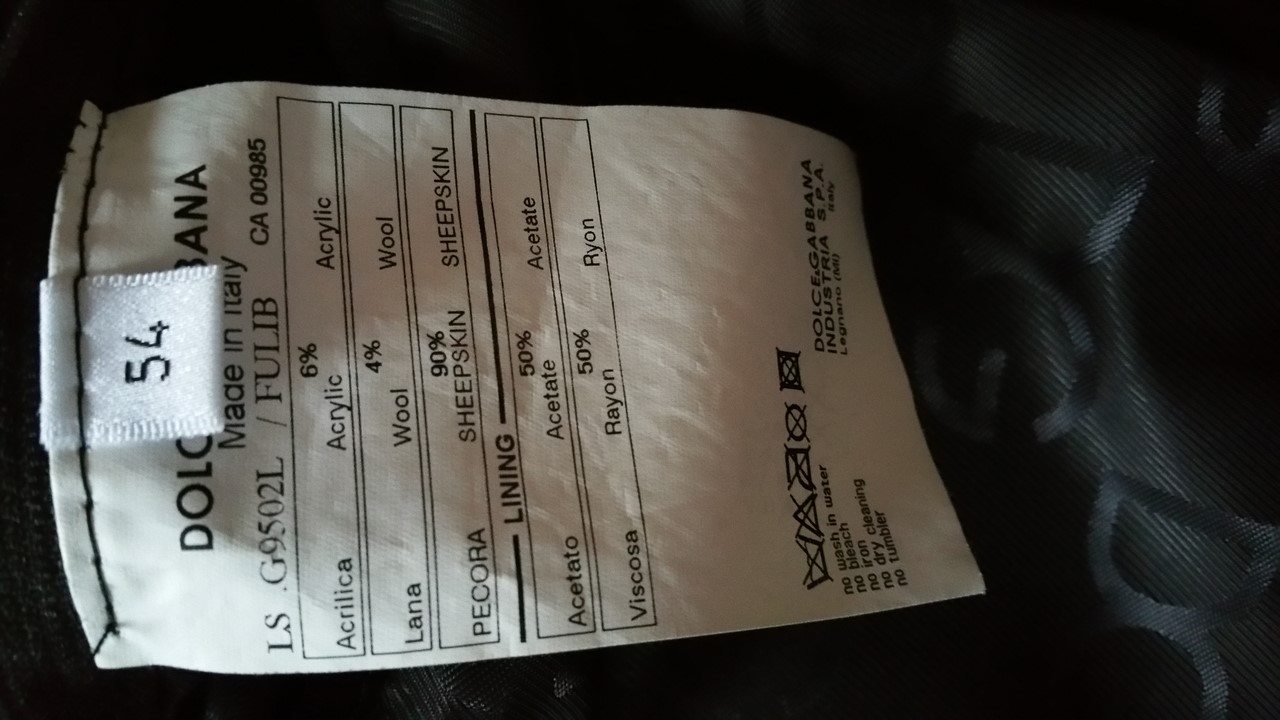 54
DOLC BANA
Made in Italy
LS .G9502L / FULIB CA 00985
6%
Acrilica Acrylic Acrylic
4%
Lana Wool Wool
90%
PECORA SHEEPSKIN SHEEPSKIN
LINING
50%
Acetato Acetate Acetate
50%
Viscosa Rayon Ryon
no wash in water
no bleach
no iron cleaning
no dry
no tumbler
DOLCE&GABBANA
INDUSTRIA S.P.A.
Legnano (MI) Italy